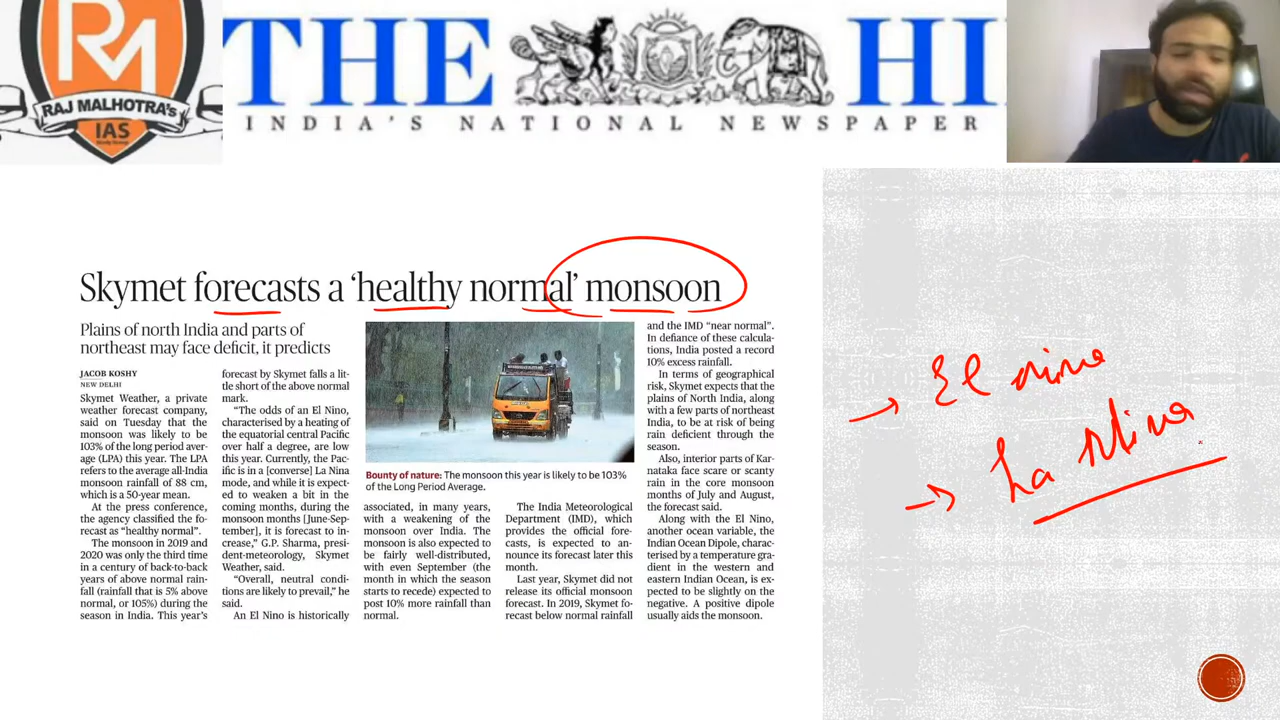 RM
RAJ MALHOTRA'S
IAS
THE HI
INDIA'S NATIONAL NEWSPAPER
Skymet forecasts a ‘healthy normal’ monsoon
Plains of north India and parts of
northeast may face deficit, it predicts
JACOB KOSHY
NEW DELHI
Skymet Weather, a private
weather forecast company,
said on Tuesday that the
monsoon was likely to be
103% of the long period aver-
age (LPA) this year. The LPA
refers to the average all-India
monsoon rainfall of 88 cm,
which is a 50-year mean.
At the press conference,
the agency classified the fo-
recast as “healthy normal”.
The monsoon in 2019 and
2020 was only the third time
in a century of back-to-back
years of above normal rain-
fall (rainfall that is 5% above
normal, or 105%) during the
season in India. This year’s
forecast by Skymet falls a lit-
tle short of the above normal
mark.
“The odds of an El Nino,
characterised by a heating of
the equatorial central Pacific
over half a degree, are low
this year. Currently, the Pac-
ific is in a [converse] La Nina
mode, and while it is expect-
ed to weaken a bit in the
coming months, during the
monsoon months [June-Sep-
tember], it is forecast to in-
crease,” G.P. Sharma, presi-
dent-meteorology, Skymet
Weather, said.
“Overall, neutral condi-
tions are likely to prevail,” he
said.
An El Nino is historically
Bounty of nature: The monsoon this year is likely to be 103%
of the Long Period Average.
associated, in many years,
with a weakening of the
monsoon over India. The
monsoon is also expected to
be fairly well-distributed,
with even September (the
month in which the season
starts to recede) expected to
post 10% more rainfall than
normal.
The India Meteorological
Department (IMD), which
provides the official fore-
casts, is expected to an-
nounce its forecast later this
month.
Last year, Skymet did not
release its official monsoon
forecast. In 2019, Skymet fo-
recast below normal rainfall
and the IMD “near normal”.
In defiance of these calcula-
tions, India posted a record
10% excess rainfall.
In terms of geographical
risk, Skymet expects that the
plains of North India, along
with a few parts of northeast
India, to be at risk of being
rain deficient through the
season.
Also, interior parts of Kar-
nataka face scare or scanty
rain in the core monsoon
months of July and August,
the forecast said.
Along with the El Nino,
another ocean variable, the
Indian Ocean Dipole, charac-
terised by a temperature gra-
dient in the western and
eastern Indian Ocean, is ex-
pected to be slightly on the
negative. A positive dipole
usually aids the monsoon.
→ El nino
→ La Nina